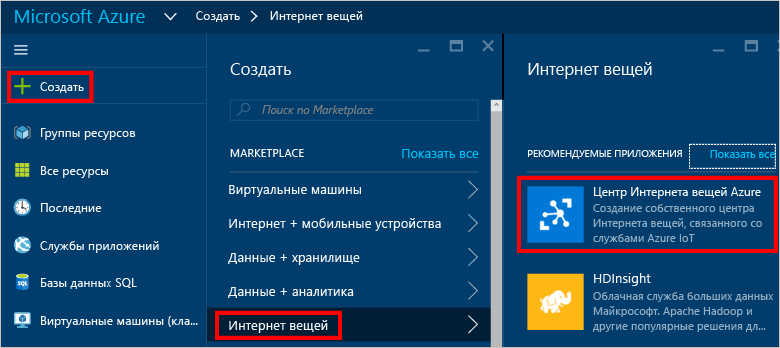 Microsoft Azure
Создать
Интернет вещей
Создать
Группы ресурсов
Все ресурсы
Последние
Службы приложений
Базы данных SQL
Виртуальные машины (кла...
Создать
Поиск по Marketplace
MARKETPLACE
Показать все
Виртуальные машины
Интернет + мобильные устройства
Данные + хранилище
Данные + аналитика
Интернет вещей
Интернет вещей
РЕКОМЕНДУЕМЫЕ ПРИЛОЖЕНИЯ
Показать все
Центр Интернета вещей Azure
Создание собственного центра
Интернета вещей, связанного со
службами Azure IoT
HDInsight
Облачная служба больших данных
Майкрософт. Apache Hadoop и
другие популярные решения дл...